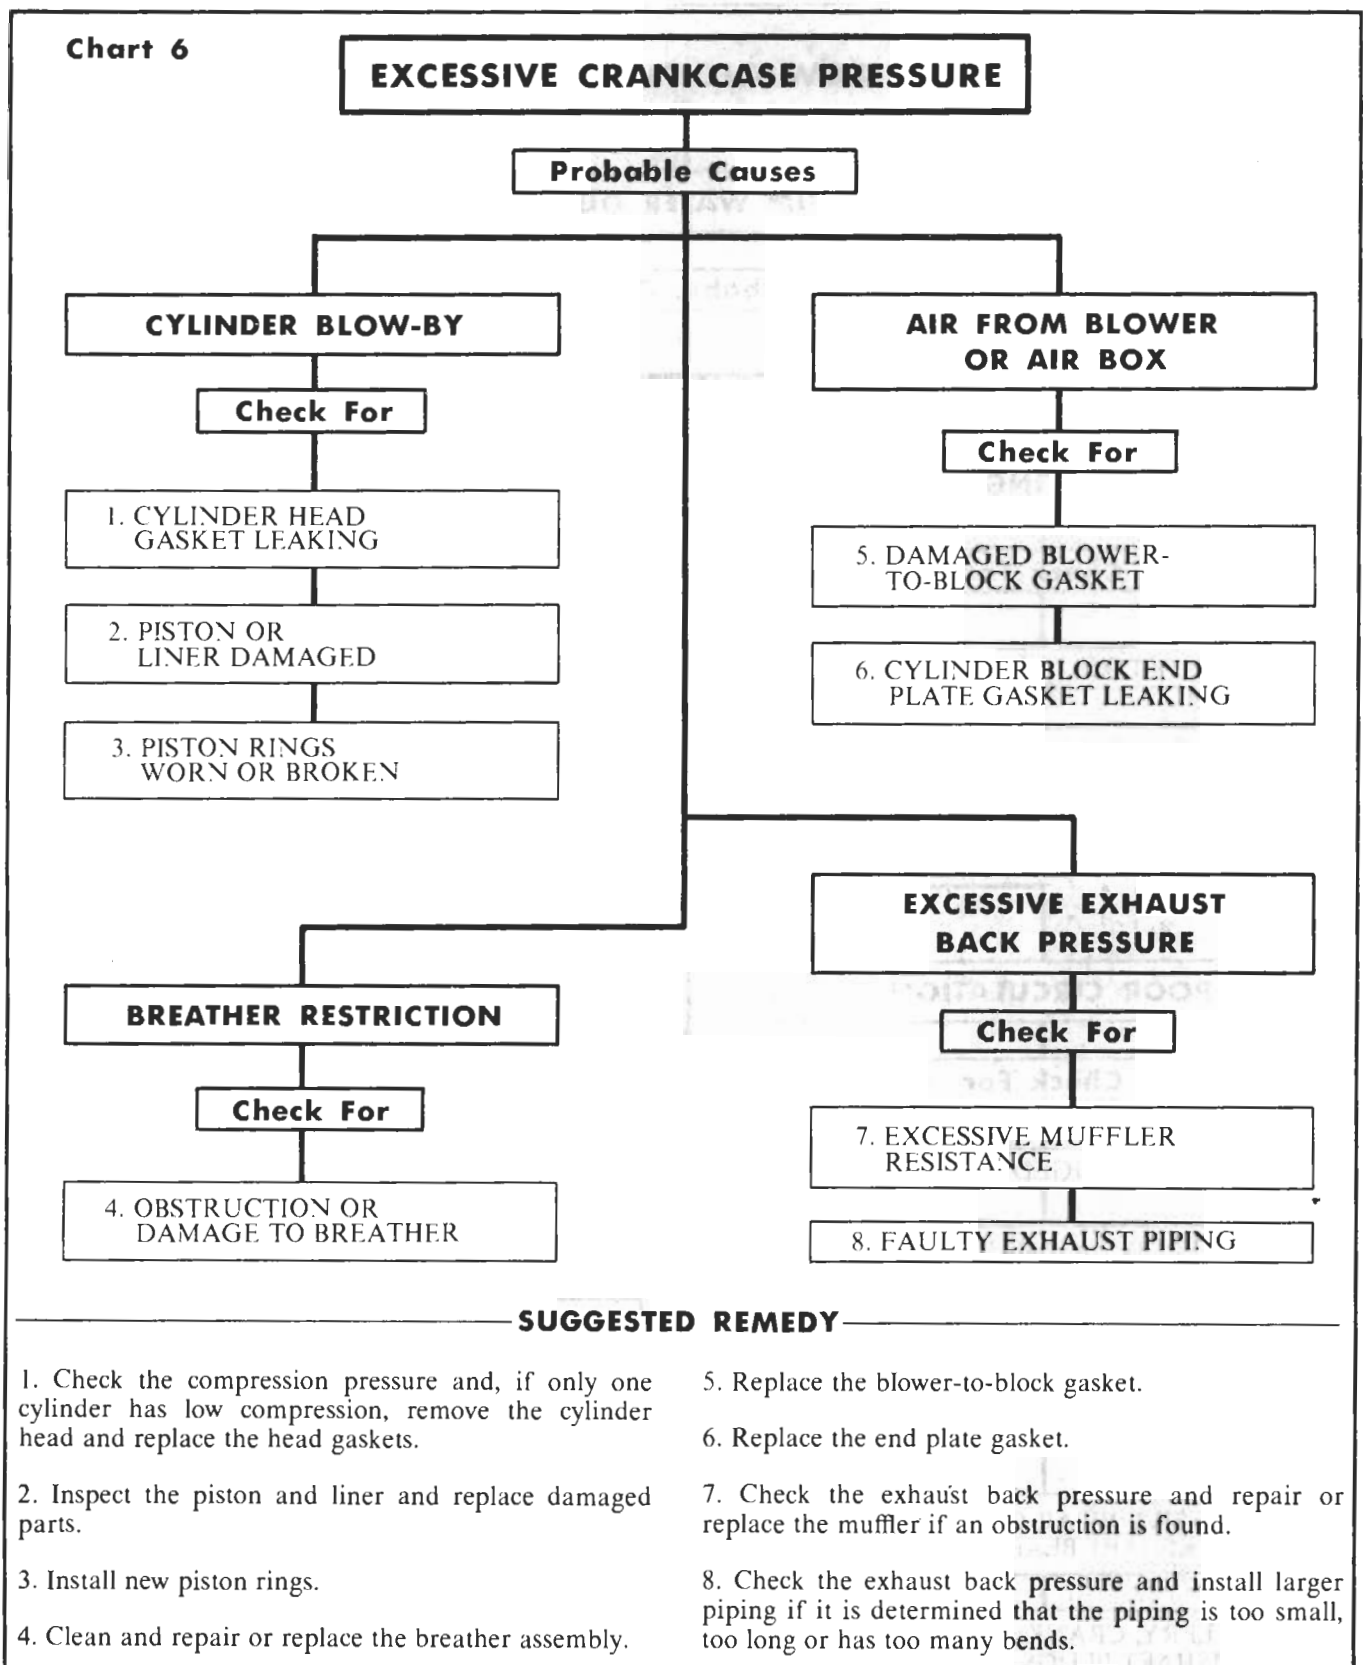 Chart 6
EXCESSIVE CRANKCASE PRESSURE
Probable Causes
CYLINDER BLOW-BY
Check For
1. CYLINDER HEAD
GASKET LEAKING
2. PISTON OR
LINER DAMAGED
3. PISTON RINGS
WORN OR BROKEN
AIR FROM BLOWER
OR AIR BOX
Check For
5. DAMAGED BLOWER-
TO-BLOCK GASKET
6. CYLINDER BLOCK END
PLATE GASKET LEAKING
BREATHER RESTRICTION
Check For
4. OBSTRUCTION OR
DAMAGE TO BREATHER
EXCESSIVE EXHAUST
BACK PRESSURE
Check For
7. EXCESSIVE MUFFLER
RESISTANCE
8. FAULTY EXHAUST PIPING
SUGGESTED REMEDY
1. Check the compression pressure and, if only one
cylinder has low compression, remove the cylinder
head and replace the head gaskets.
2. Inspect the piston and liner and replace damaged
parts.
3. Install new piston rings.
4. Clean and repair or replace the breather assembly.
5. Replace the blower-to-block gasket.
6. Replace the end plate gasket.
7. Check the exhaust back pressure and repair or
replace the muffler if an obstruction is found.
8. Check the exhaust back pressure and install larger
piping if it is determined that the piping is too small,
too long or has too many bends.